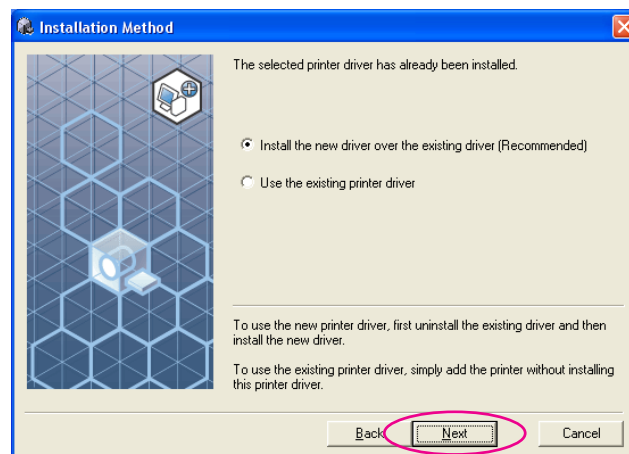 Installation Method
The selected printer driver has already been installed.
Install the new driver over the existing driver (Recommended)
Use the existing printer driver
To use the new printer driver, first uninstall the existing driver and then
install the new driver.
To use the existing printer driver, simply add the printer without installing
this printer driver.
Back
Next
Cancel